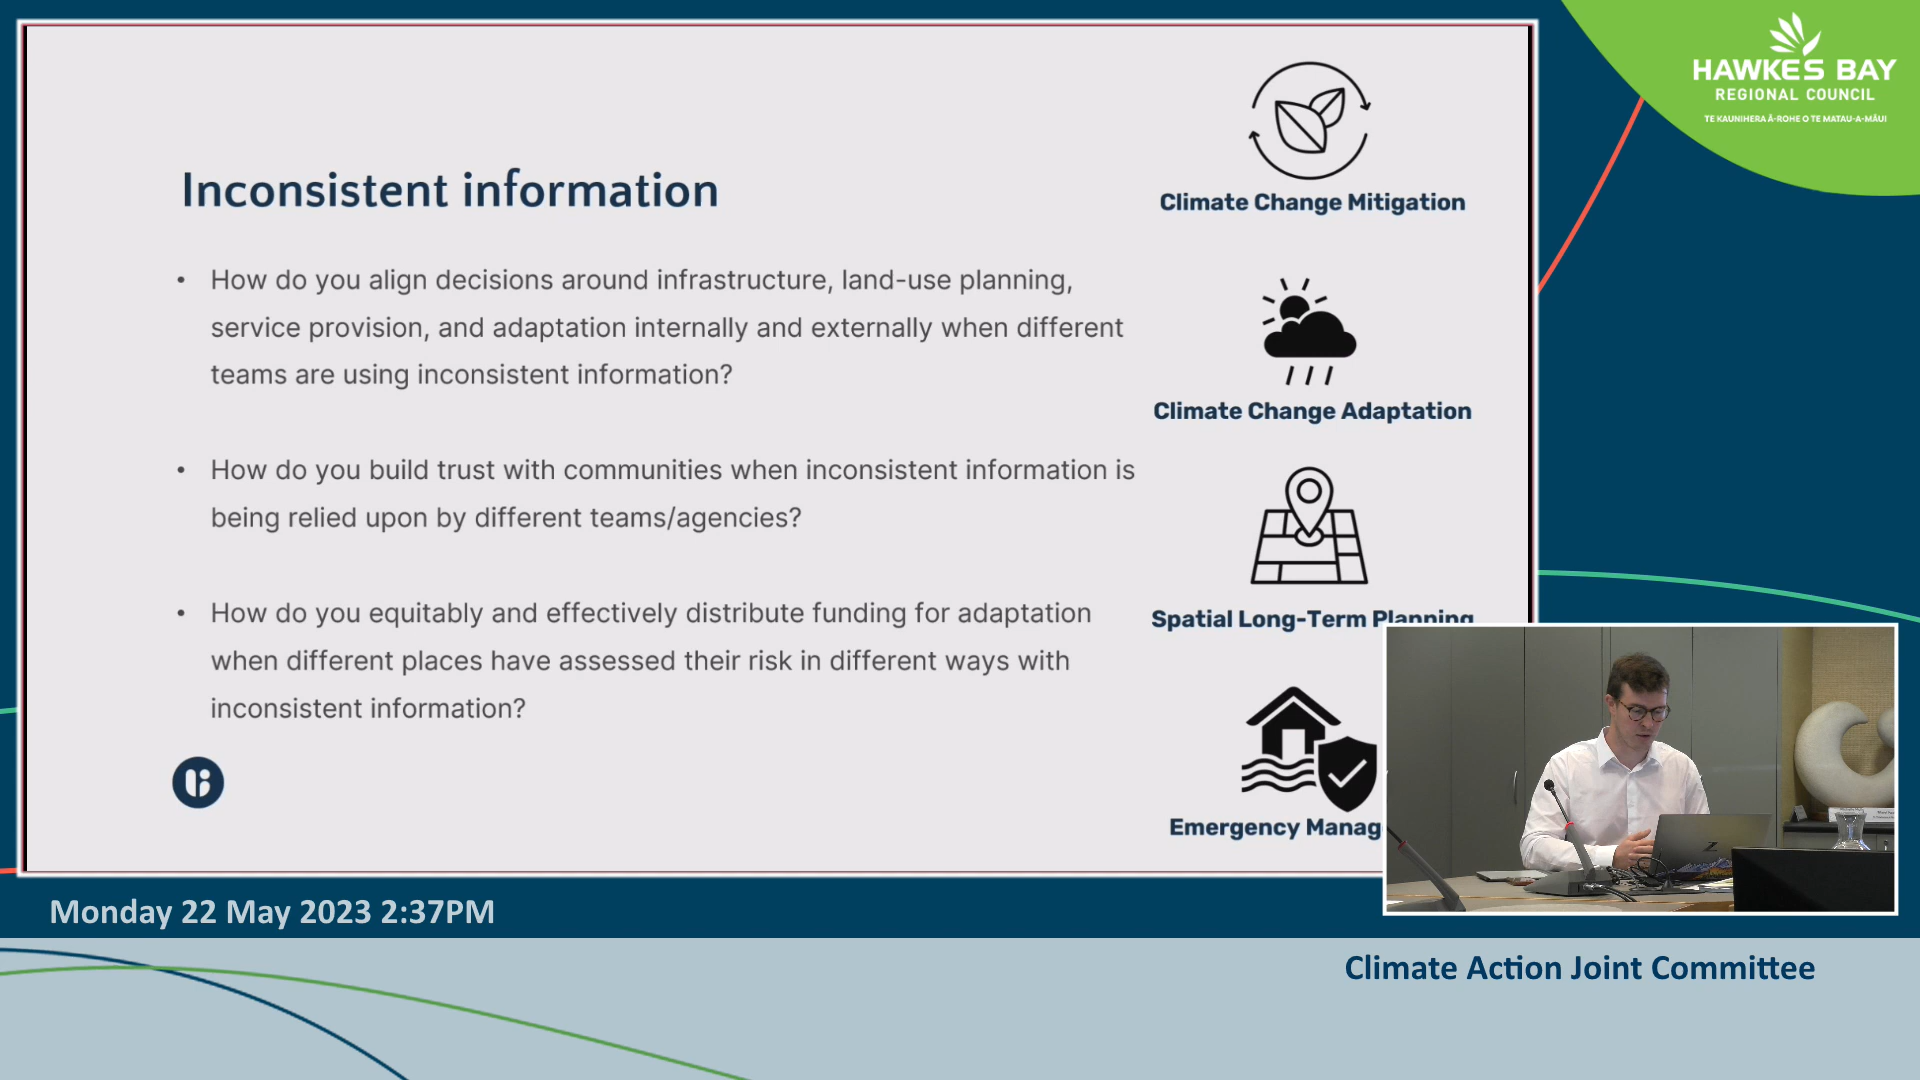 HAWKE'S BAY
REGIONAL COUNCIL
TE KAUNIHERA Ā-ROHE O TE MATAU-A-MĀUI
Inconsistent information
• How do you align decisions around infrastructure, land-use planning,
service provision, and adaptation internally and externally when different
teams are using inconsistent information?
• How do you build trust with communities when inconsistent information is
being relied upon by different teams/agencies?
• How do you equitably and effectively distribute funding for adaptation
when different places have assessed their risk in different ways with
inconsistent information?
Climate Change Mitigation
Climate Change Adaptation
Spatial Long-Term Planning
Emergency Manag
Monday 22 May 2023 2:37PM
Climate Action Joint Committee